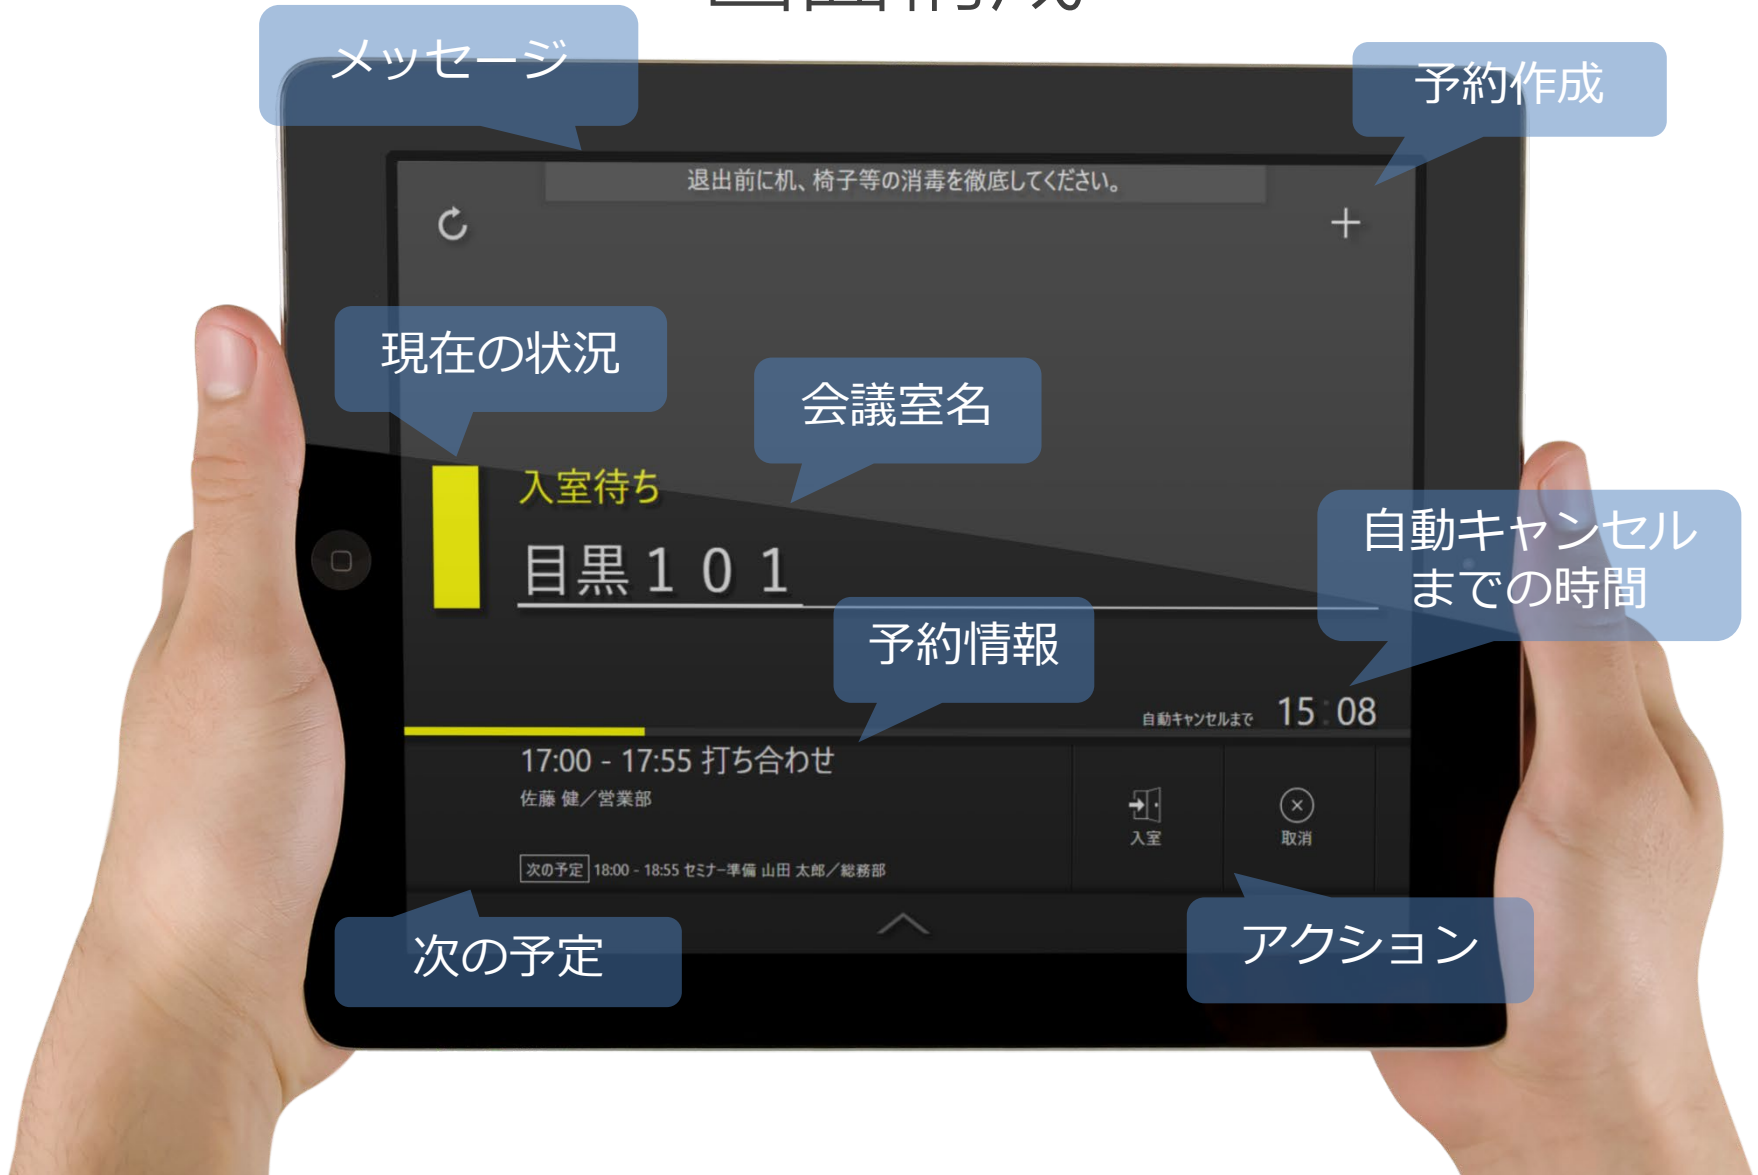 画面構成
メッセージ
予約作成
退出前に机、椅子等の消毒を徹底してください。
現在の状況
会議室名
入室待ち
目黒１０１
自動キャンセル
までの時間
予約情報
自動キャンセルまで 15:08
17:00 - 17:55 打ち合わせ
佐藤 健／営業部
入室
取消
次の予定 18:00 - 18:55 セミナー準備 山田 太郎／総務部
次の予定
アクション